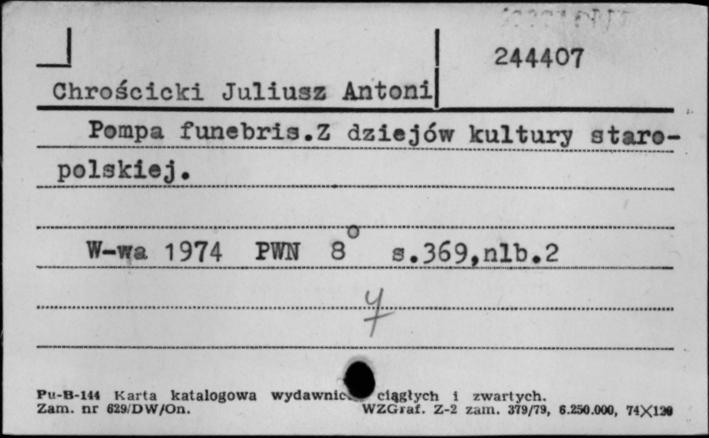 244407
Chrościcki Juliusz Antoni
Pompa funebris.Z dziejów kultury staro-
polskiej.
W-wa 1974 PWN 8° s.369,nlb.2
Pu-B-144 Karta katalogowa ciągłych i zwartych.
Zam. nr 629/DW/On. WZGraf. Z-2 zam. 379/79, 6.250.000, 74X120